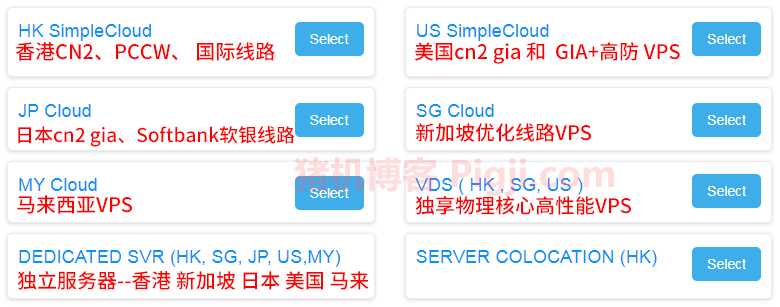 HK SimpleCloud
香港CN2、PCCW、 国际线路
Select
US SimpleCloud
美国cn2 gia 和 GIA+高防 VPS
Select
JP Cloud
日本cn2 gia、Softbank软银线路
Select
SG Cloud
新加坡优化线路VPS
Select
猪机博客 Pigji.com
MY Cloud
马来西亚VPS
Select
VDS ( HK , SG, US )
独享物理核心高性能VPS
Select
DEDICATED SVR (HK, SG, JP, US,MY)
独立服务器--香港 新加坡 日本 美国 马来
SERVER COLOCATION (HK)
Select